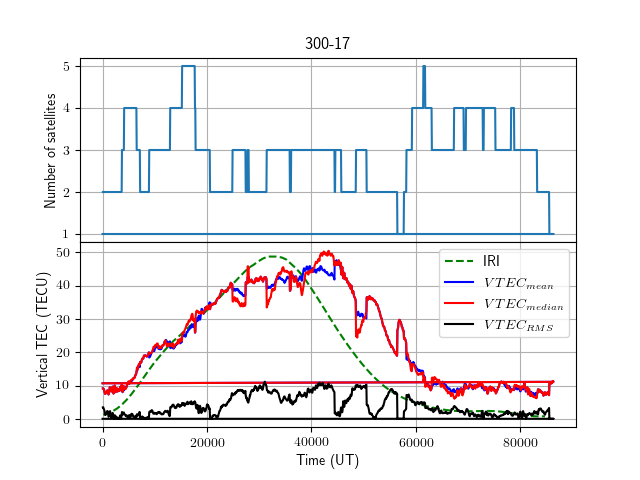 300-17
Number of satellites
5
4
3
2
1
Vertical TEC (TECU)
50
40
30
20
10
0
IRI
VTEC_mean
VTEC_median
VTEC_RMS
0 20000 40000 60000 80000
Time (UT)